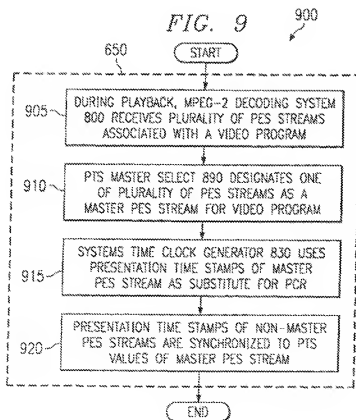 FIG. 9
900
START
650
905
DURING PLAYBACK, MPEG-2 DECODING SYSTEM
800 RECEIVES PLURALITY OF PES STREAMS
ASSOCIATED WITH A VIDEO PROGRAM
910
PTS MASTER SELECT 890 DESIGNATES ONE
OF PLURALITY OF PES STREAMS AS A
MASTER PES STREAM FOR VIDEO PROGRAM
915
SYSTEMS TIME CLOCK GENERATOR 830 USES
PRESENTATION TIME STAMPS OF MASTER
PES STREAM AS SUBSTITUTE FOR PCR
920
PRESENTATION TIME STAMPS OF NON-MASTER
PES STREAMS ARE SYNCHRONIZED TO PTS
VALUES OF MASTER PES STREAM
END